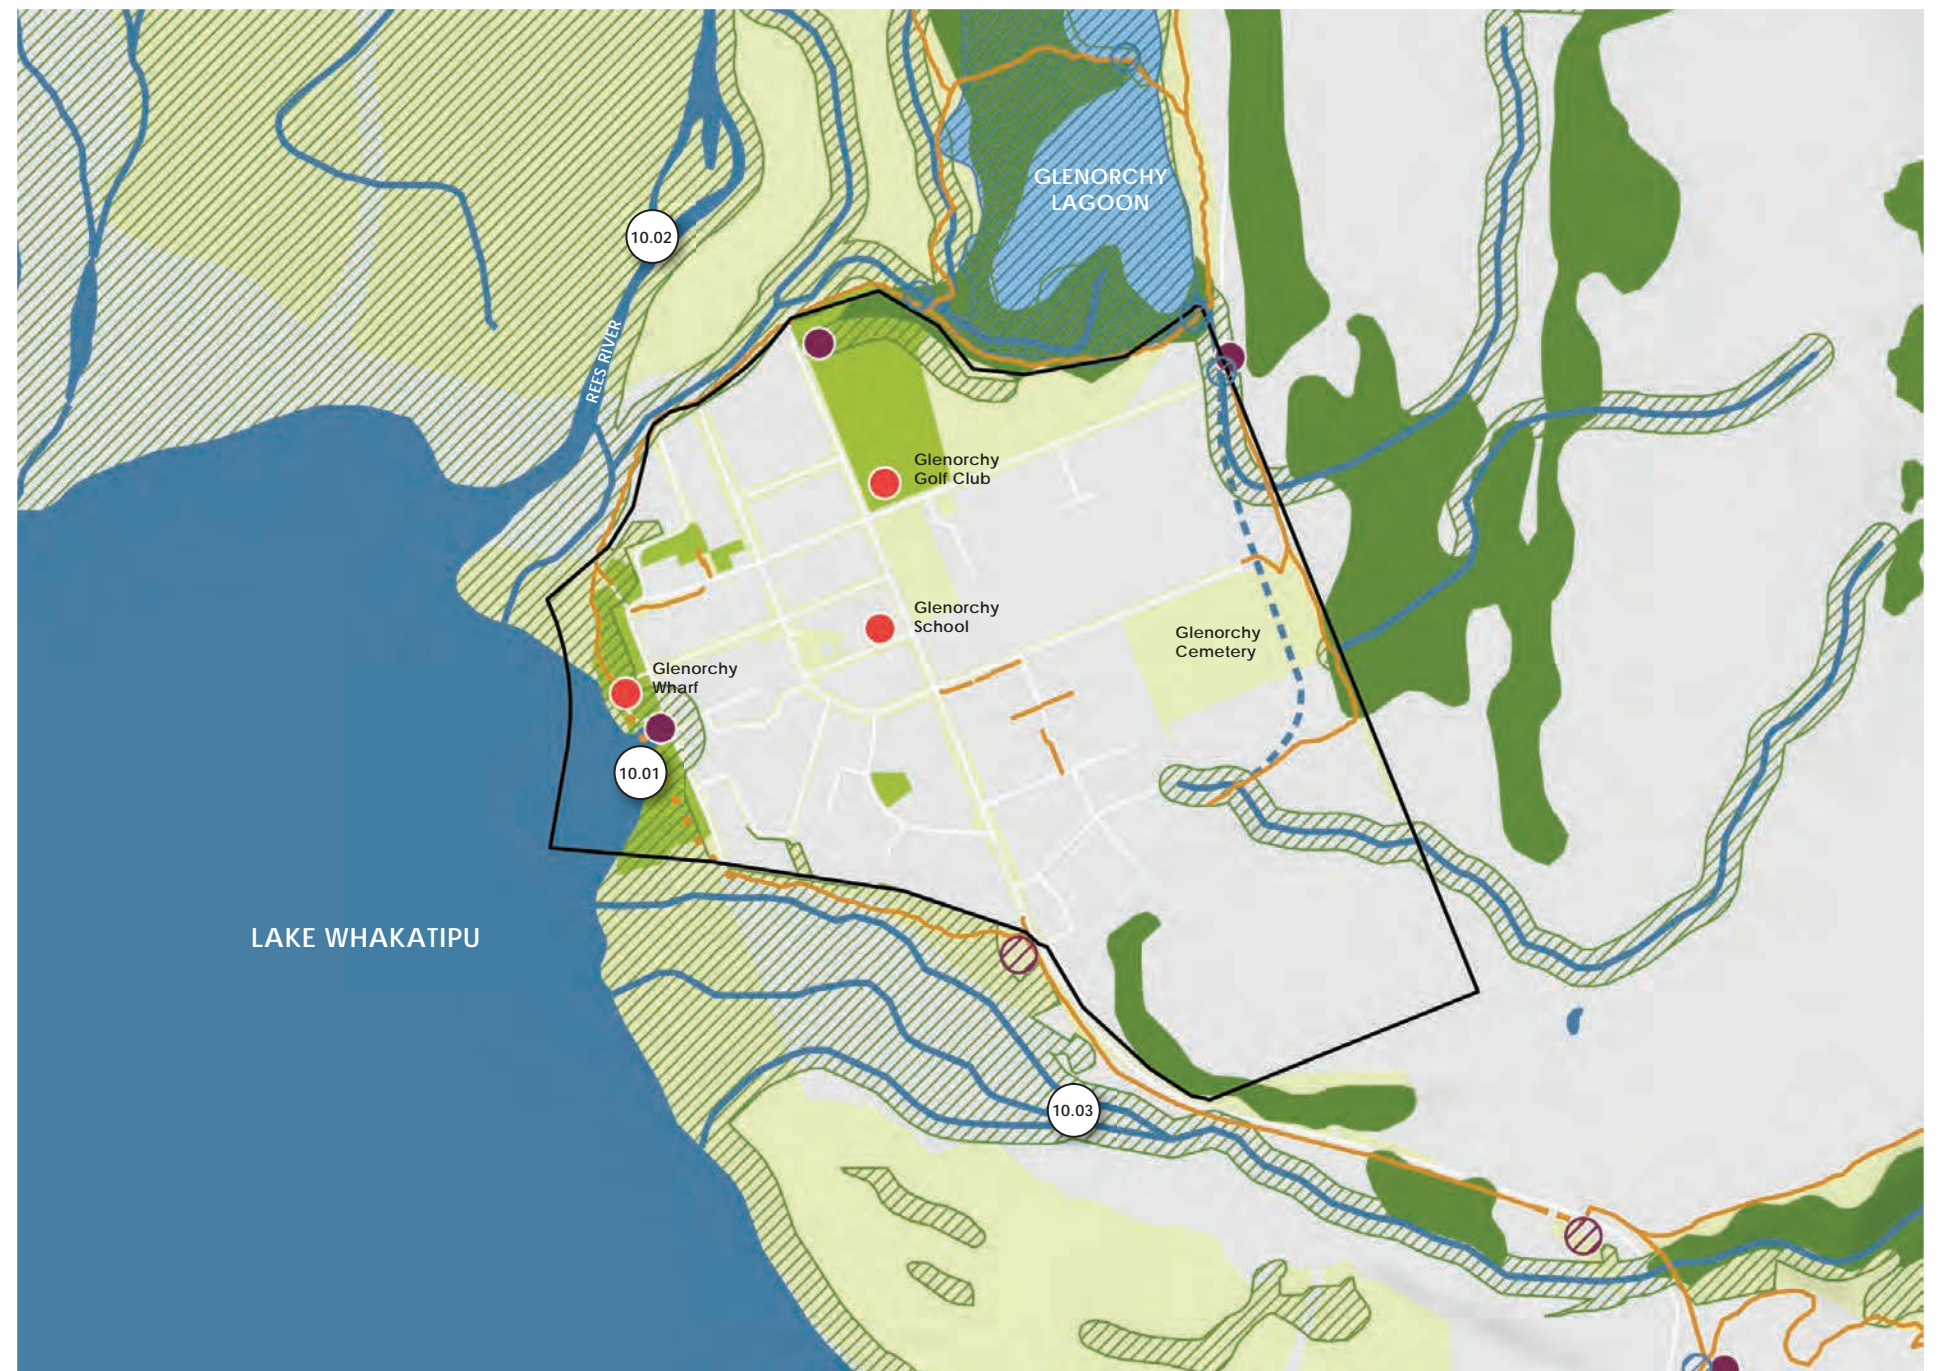 GLENORCHY
LAGOON
10.02
REES RIVER
Glenorchy
Golf Club
Glenorchy
School
Glenorchy
Cemetery
Glenorchy
Wharf
10.01
LAKE WHAKATIPU
10.03